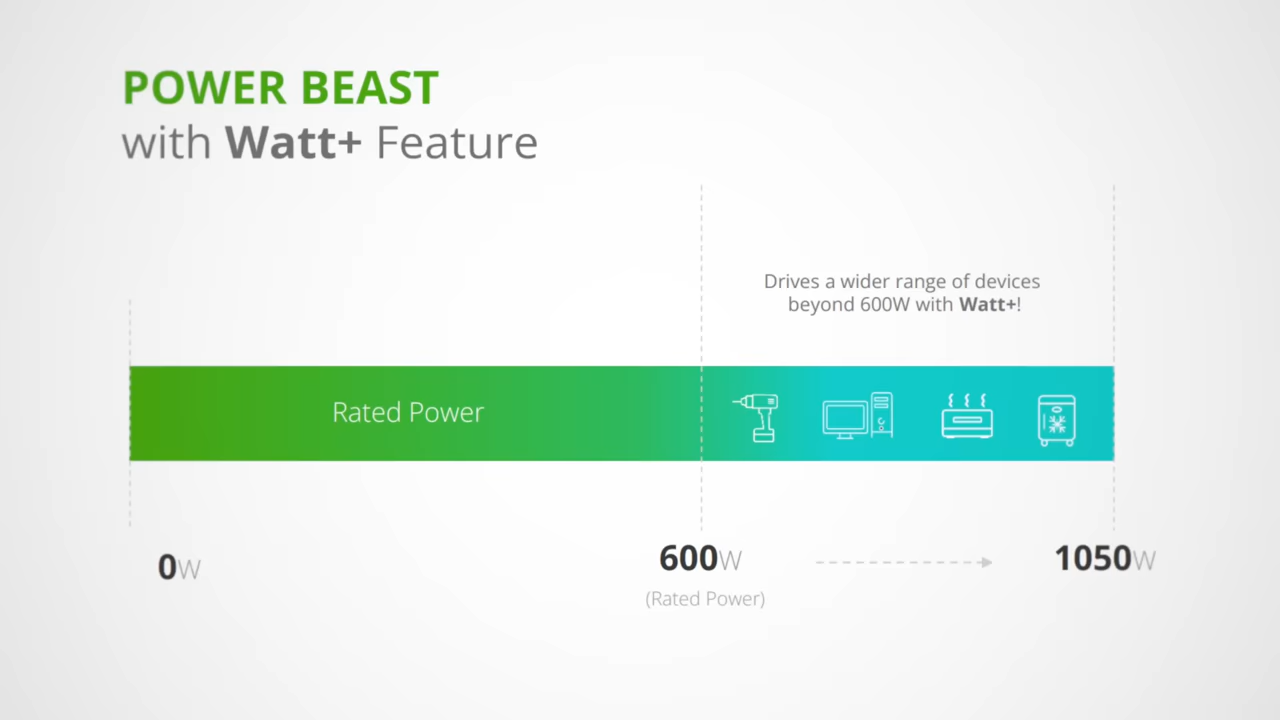 POWER BEAST
with Watt+ Feature
Drives a wider range of devices
beyond 600W with Watt+!
Rated Power
0W
600W
1050W
(Rated Power)